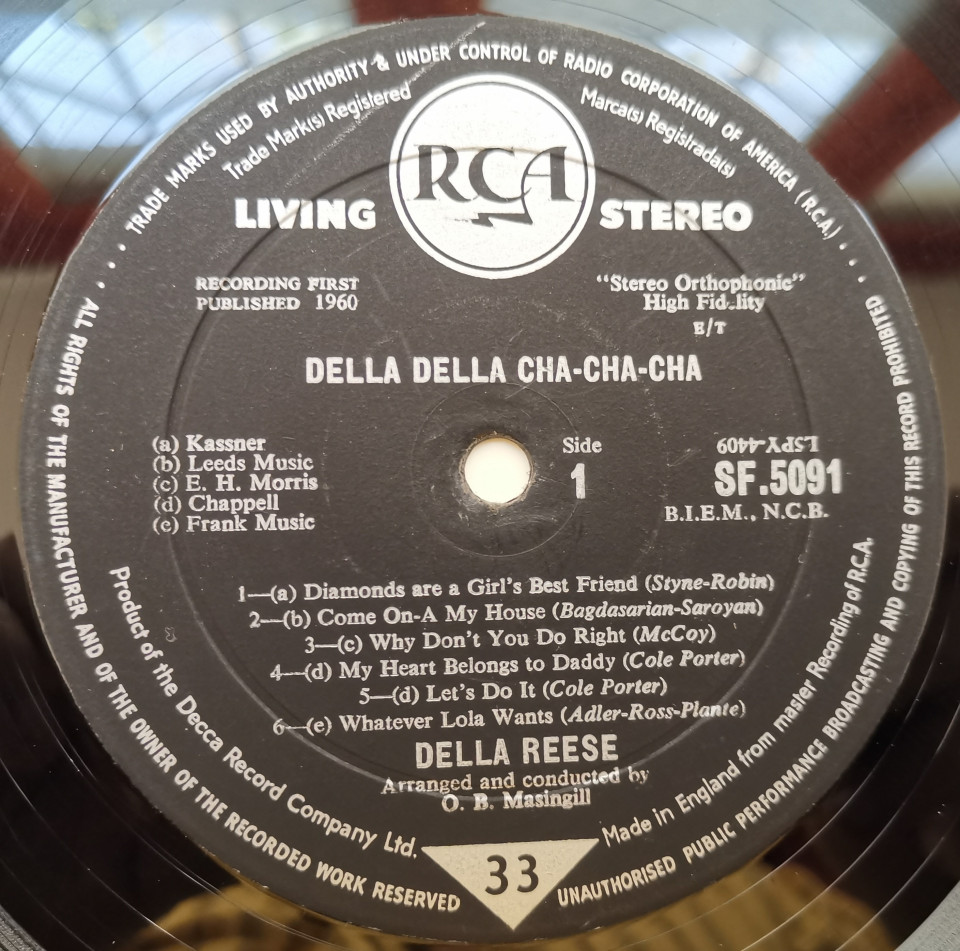 TRADE MARKS USED BY AUTHORITY & UNDER CONTROL OF RADIO CORPORATION OF AMERICA (R.C.A.)
Trade Mark(s) Registered
Marca(s) Registrada(s)
RCA
LIVING STEREO
RECORDING FIRST
PUBLISHED 1960
"Stereo Orthophonic"
High Fidelity
E/T
DELLA DELLA CHA-CHA-CHA
(a) Kassner
(b) Leeds Music
(c) E. H. Morris
(d) Chappell
(e) Frank Music
Side
1
LSPY-4409
SF.5091
B.I.E.M., N.C.B.
1—(a) Diamonds are a Girl's Best Friend (Styne-Robin)
2—(b) Come On-A My House (Bagdasarian-Saroyan)
3—(c) Why Don't You Do Right (McCoy)
4—(d) My Heart Belongs to Daddy (Cole Porter)
5—(d) Let's Do It (Cole Porter)
6—(e) Whatever Lola Wants (Adler-Ross-Plante)
DELLA REESE
Arranged and conducted by
O. B. Masingill
Product of the Decca Record Company Ltd.
Made in England from master Recording of R.C.A.
33
ALL RIGHTS OF THE MANUFACTURER AND OF THE OWNER OF THE RECORDED WORK RESERVED
UNAUTHORISED PUBLIC PERFORMANCE BROADCASTING AND COPYING OF THIS RECORD PROHIBITED